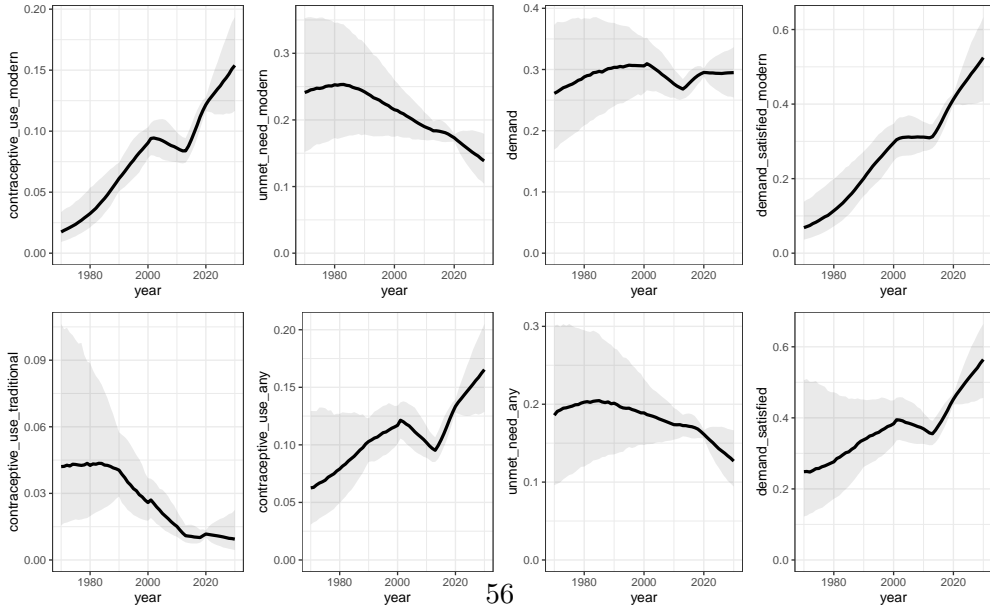 contraceptive_use_modern
0.20
0.15
0.10
0.05
0.00
1980 2000 2020
year
unmet_need_modern
0.3
0.2
0.1
0.0
1980 2000 2020
year
demand
0.4
0.3
0.2
0.1
0.0
1980 2000 2020
year
demand_satisfied_modern
0.6
0.4
0.2
0.0
1980 2000 2020
year
contraceptive_use_traditional
0.09
0.06
0.03
0.00
1980 2000 2020
year
contraceptive_use_any
0.20
0.15
0.10
0.05
0.00
1980 2000 2020
year
unmet_need_any
0.3
0.2
0.1
0.0
1980 2000 2020
year
demand_satisfied
0.6
0.4
0.2
0.0
1980 2000 2020
year
56